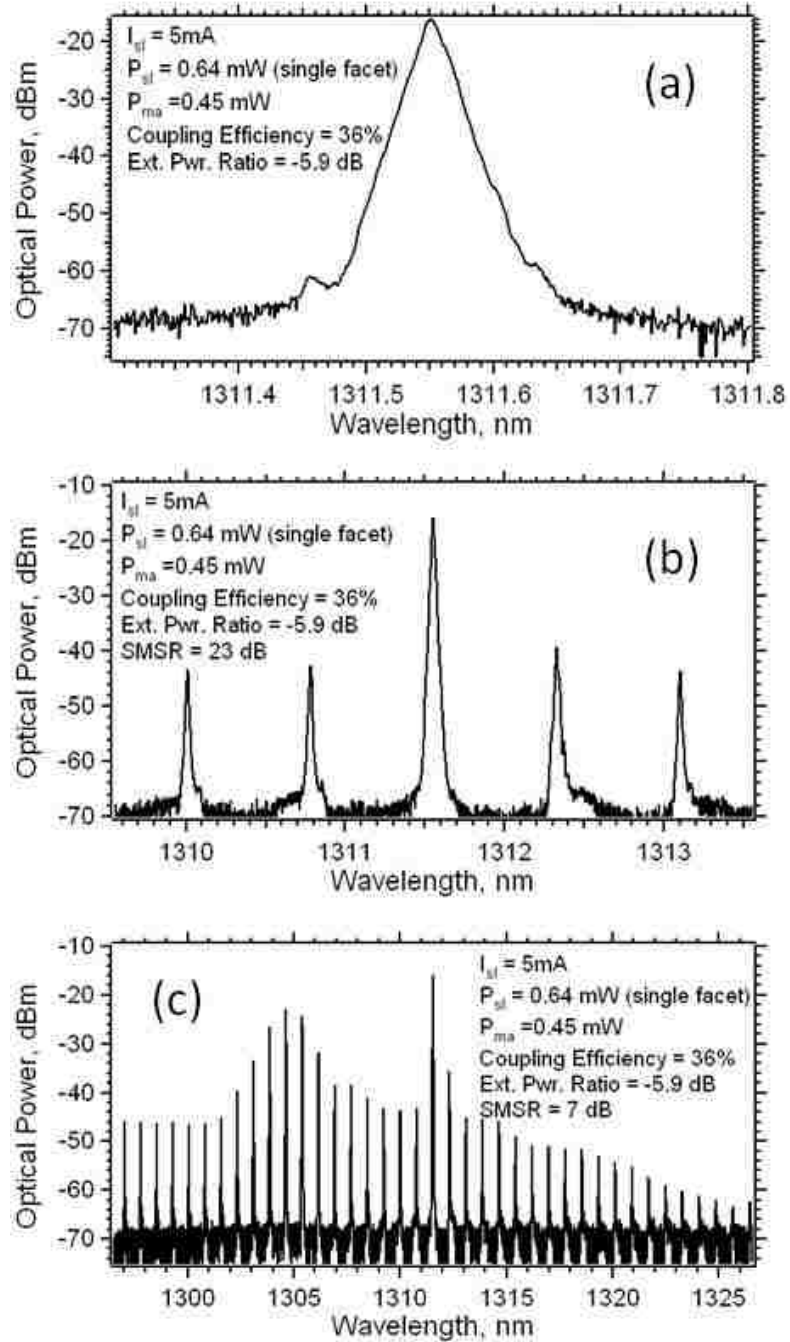 -20
-30
-40
-50
-60
-70
Optical Power, dBm
I_sl = 5mA
P_sl = 0.64 mW (single facet)
P_ma =0.45 mW
Coupling Efficiency = 36%
Ext. Pwr. Ratio = -5.9 dB
(a)
1311.4 1311.5 1311.6 1311.7 1311.8
Wavelength, nm
-10
-20
-30
-40
-50
-60
-70
Optical Power, dBm
I_sl = 5mA
P_sl = 0.64 mW (single facet)
P_ma =0.45 mW
Coupling Efficiency = 36%
Ext. Pwr. Ratio = -5.9 dB
SMSR = 23 dB
(b)
1310 1311 1312 1313
Wavelength, nm
-10
-20
-30
-40
-50
-60
-70
Optical Power, dBm
(c)
I_sl = 5mA
P_sl = 0.64 mW (single facet)
P_ma =0.45 mW
Coupling Efficiency = 36%
Ext. Pwr. Ratio = -5.9 dB
SMSR = 7 dB
1300 1305 1310 1315 1320 1325
Wavelength, nm